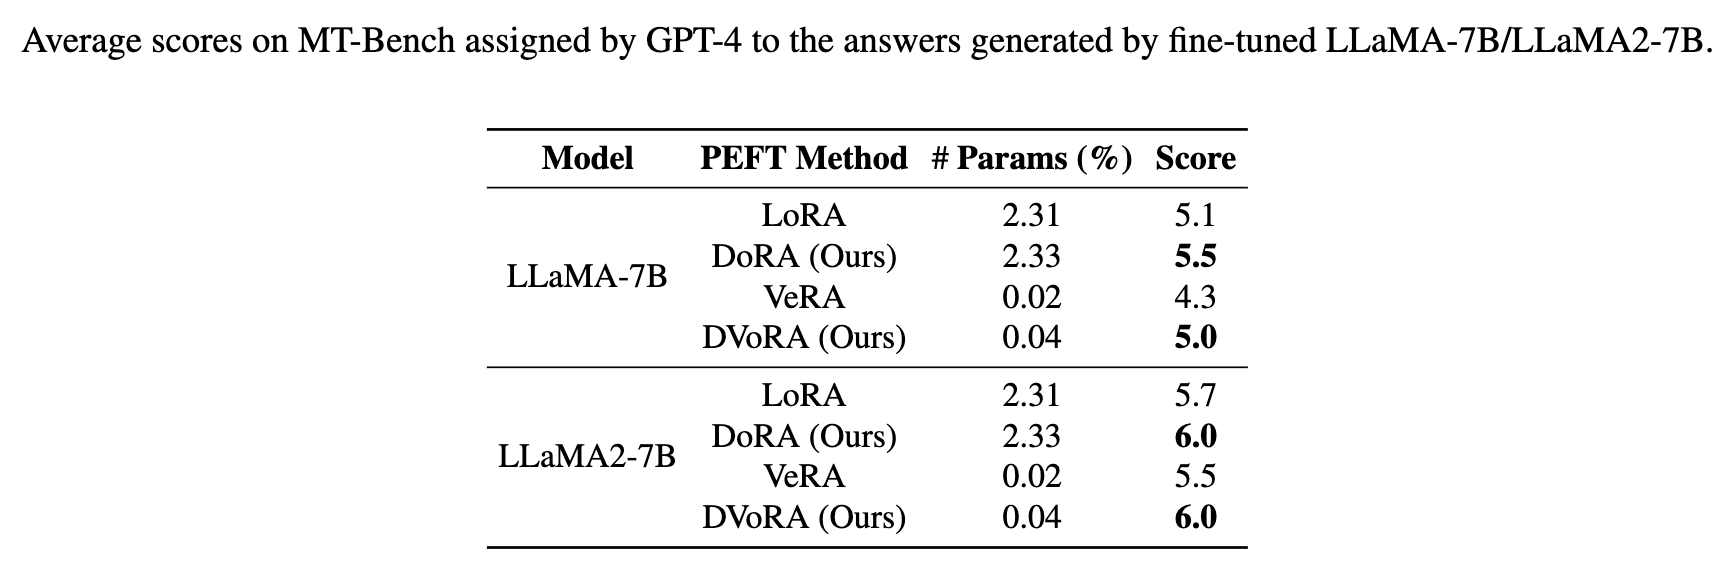 Average scores on MT-Bench assigned by GPT-4 to the answers generated by fine-tuned LLaMA-7B/LLaMA2-7B.
Model PEFT Method # Params (%) Score
LLaMA-7B
LoRA 2.31 5.1
DoRA (Ours) 2.33 5.5
VeRA 0.02 4.3
DVoRA (Ours) 0.04 5.0
LLaMA2-7B
LoRA 2.31 5.7
DoRA (Ours) 2.33 6.0
VeRA 0.02 5.5
DVoRA (Ours) 0.04 6.0